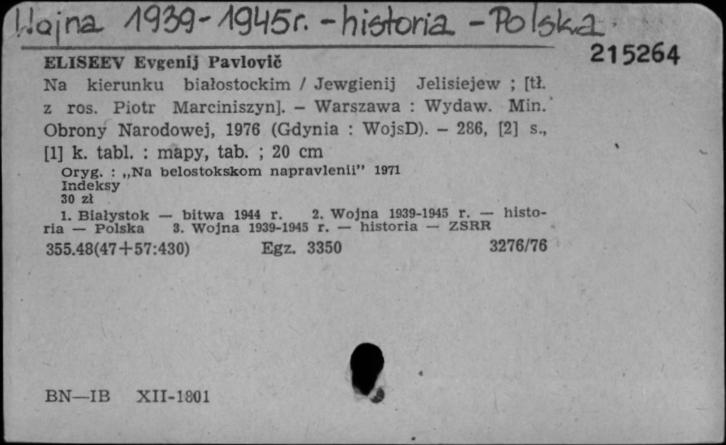 Wojna 1939-1945r. - historia - Polska
215264
ELISEEV Evgenij Pavlovič
Na kierunku białostockim / Jewgienij Jelisiejew ; [tł.
z ros. Piotr Marciniszyn]. — Warszawa : Wydaw. Min.
Obrony Narodowej, 1976 (Gdynia : WojsD). — 286, [2] s.,
[1] k. tabl. : mapy, tab. ; 20 cm
Oryg. : „Na belostokskom napravlenii” 1971
Indeksy
30 zł
1. Białystok — bitwa 1944 r. 2. Wojna 1939-1945 r. — histo-
ria — Polska 3. Wojna 1939-1945 r. — historia — ZSRR
355.48(47+57:430) Egz. 3350 3276/76
BN—IB XII-1801